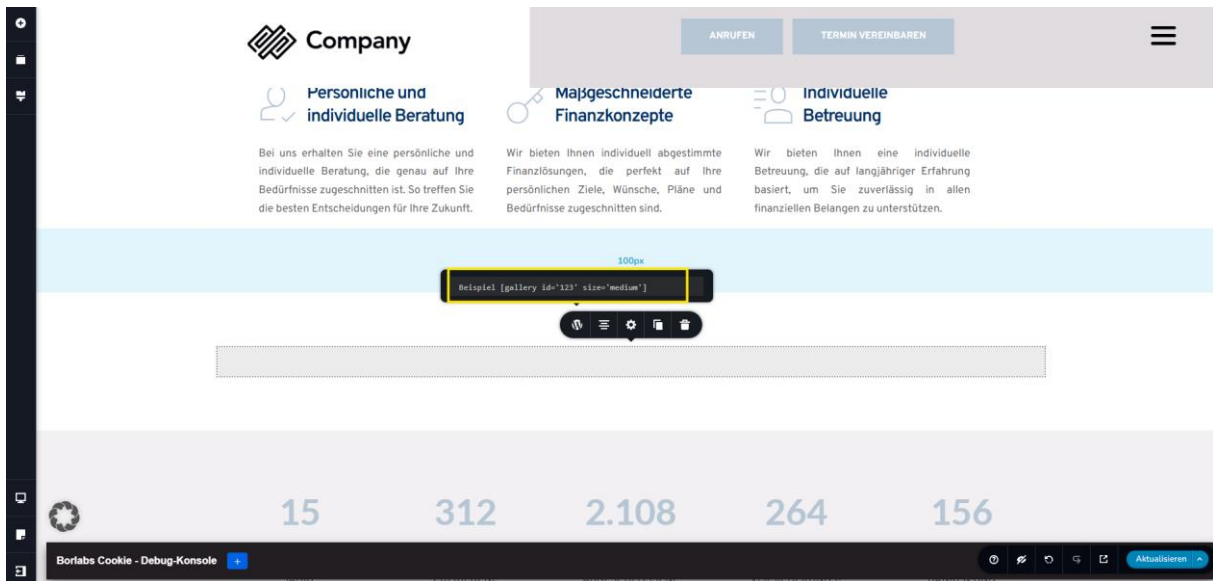 Company
ANRUFEN
TERMIN VEREINBAREN
Persönliche und
individuelle Beratung
Bei uns erhalten Sie eine persönliche und
individuelle Beratung, die genau auf Ihre
Bedürfnisse zugeschnitten ist. So treffen Sie
die besten Entscheidungen für Ihre Zukunft.
Maßgeschneiderte
Finanzkonzepte
Wir bieten Ihnen individuell abgestimmte
Finanzlösungen, die perfekt auf Ihre
persönlichen Ziele, Wünsche, Pläne und
Bedürfnisse zugeschnitten sind.
Individuelle
Betreuung
Wir bieten Ihnen eine individuelle
Betreuung, die auf langjähriger Erfahrung
basiert, um Sie zuverlässig in allen
finanziellen Belangen zu unterstützen.
100px
Beispiel [gallery id='123' size='medium']
15
312
2.108
264
156
Borlabs Cookie - Debug-Konsole
+
Aktualisieren